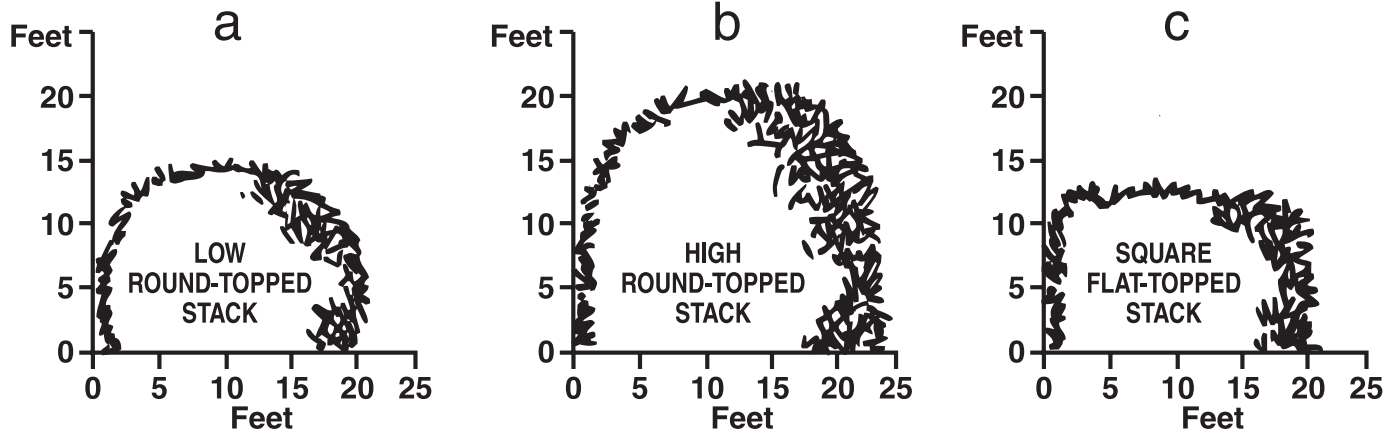 a
Feet
20
15
10
5
0
LOW
ROUND-TOPPED
STACK
0 5 10 15 20 25
Feet
b
Feet
20
15
10
5
0
HIGH
ROUND-TOPPED
STACK
0 5 10 15 20 25
Feet
c
Feet
20
15
10
5
0
SQUARE
FLAT-TOPPED
STACK
0 5 10 15 20 25
Feet